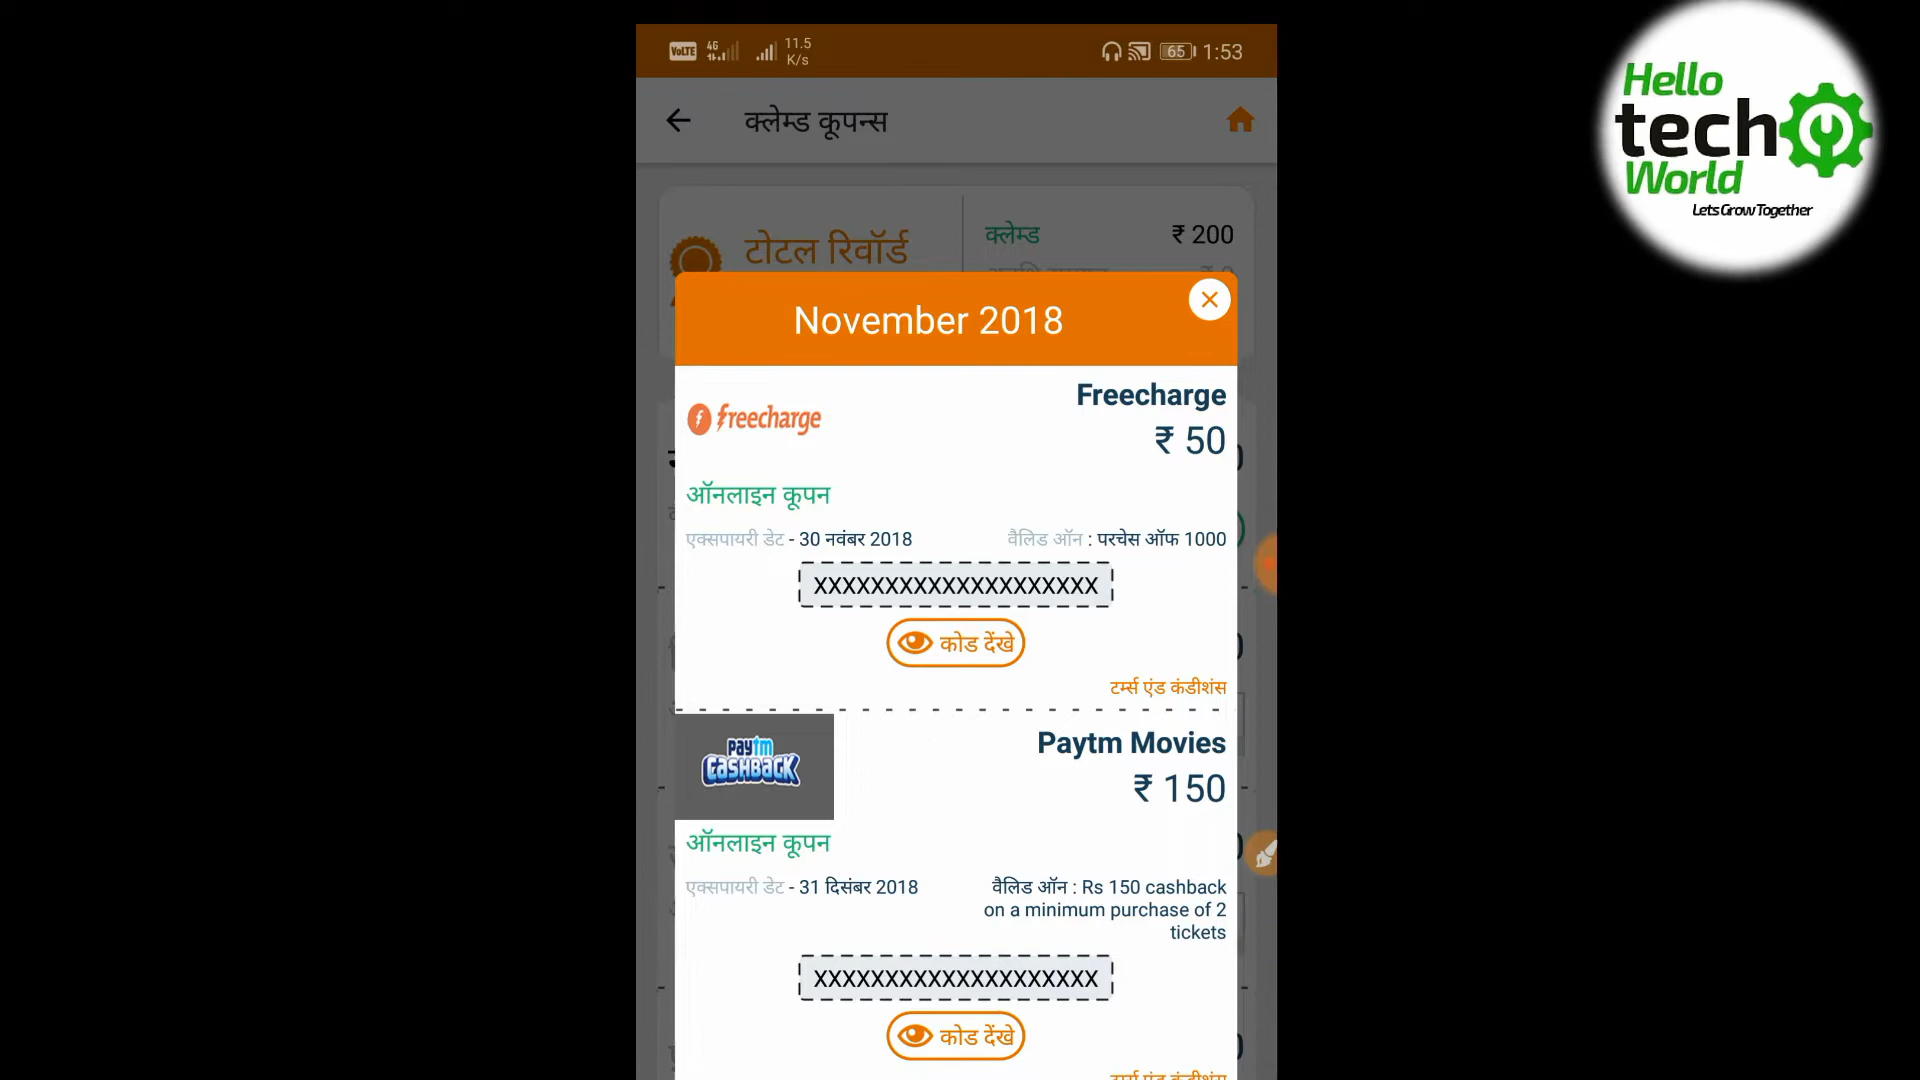 VoLTE 4G 11.5 K/s 65 1:53
क्लेम्ड कूपन्स
टोटल रिवॉर्ड
क्लेम्ड ₹ 200
November 2018
freecharge
Freecharge
₹ 50
ऑनलाइन कूपन
एक्सपायरी डेट - 30 नवंबर 2018 वैलिड ऑन : परचेस ऑफ 1000
XXXXXXXXXXXXXXXXXXXX
कोड देंखे
टर्म्स एंड कंडीशंस
paytm
CASHBACK
Paytm Movies
₹ 150
ऑनलाइन कूपन
एक्सपायरी डेट - 31 दिसंबर 2018 वैलिड ऑन : Rs 150 cashback
on a minimum purchase of 2
tickets
XXXXXXXXXXXXXXXXXXXX
कोड देंखे
Hello
tech
World
Lets Grow Together